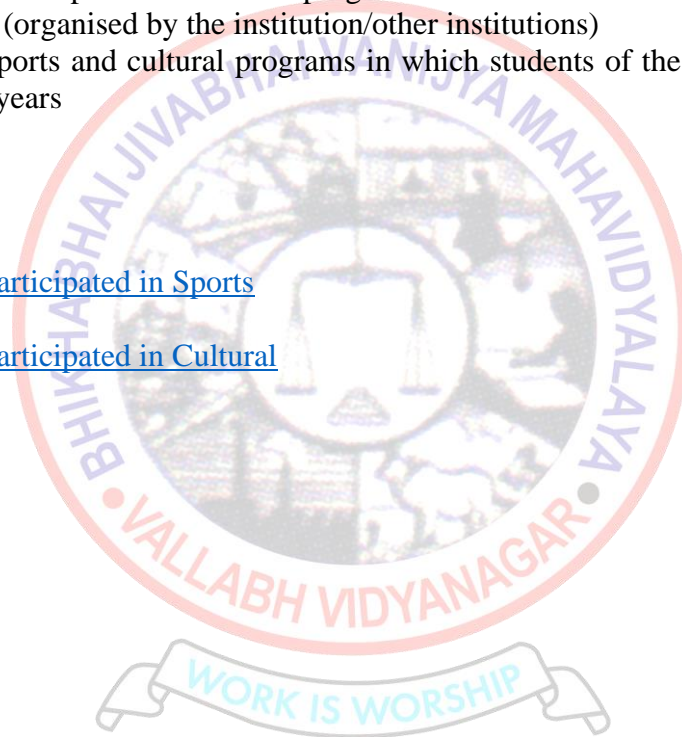 (organised by the institution/other institutions)
ports and cultural programs in which students of the
years
articipated in Sports
articipated in Cultural
BHIKHABHAI JIVABHAI VANIJYA MAHAVIDYALAYA
VALLABH VIDYANAGAR
WORK IS WORSHIP